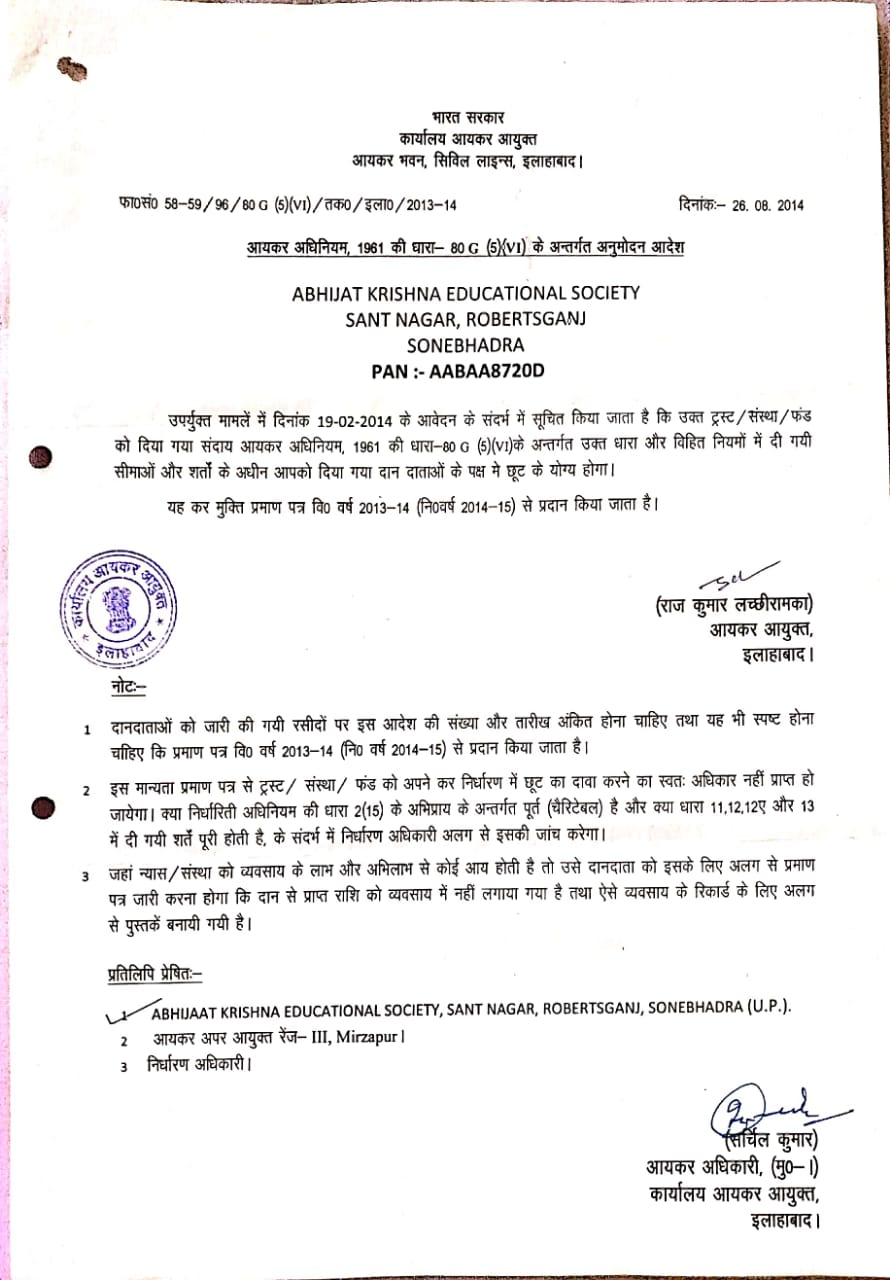 भारत सरकार
कार्यालय आयकर आयुक्त
आयकर भवन, सिविल लाइन्स, इलाहाबाद।
फा0सं0 58-59/96/80 G (5)(VI)/तक0/इला0/2013-14 दिनांकः- 26. 08. 2014
आयकर अधिनियम, 1961 की धारा- 80 G (5)(VI) के अन्तर्गत अनुमोदन आदेश
ABHIJAT KRISHNA EDUCATIONAL SOCIETY
SANT NAGAR, ROBERTSGANJ
SONEBHADRA
PAN :- AABAA8720D
उपर्युक्त मामलें में दिनांक 19-02-2014 के आवेदन के संदर्भ में सूचित किया जाता है कि उक्त ट्रस्ट/संस्था/फंड
को दिया गया संदाय आयकर अधिनियम, 1961 की धारा-80 G (5)(VI)के अन्तर्गत उक्त धारा और विहित नियमों में दी गयी
सीमाओं और शर्तो के अधीन आपको दिया गया दान दाताओं के पक्ष मे छूट के योग्य होगा।
यह कर मुक्ति प्रमाण पत्र वि0 वर्ष 2013-14 (नि0वर्ष 2014-15) से प्रदान किया जाता है।
कार्यालय आयकर आयुक्त
इलाहाबाद
sd
(राज कुमार लच्छीरामका)
आयकर आयुक्त,
इलाहाबाद।
नोटः-
1 दानदाताओं को जारी की गयी रसीदों पर इस आदेश की संख्या और तारीख अंकित होना चाहिए तथा यह भी स्पष्ट होना
चाहिए कि प्रमाण पत्र वि0 वर्ष 2013-14 (नि0 वर्ष 2014-15) से प्रदान किया जाता है।
2 इस मान्यता प्रमाण पत्र से ट्रस्ट/ संस्था/ फंड को अपने कर निर्धारण में छूट का दावा करने का स्वतः अधिकार नहीं प्राप्त हो
जायेगा। क्या निर्धारिती अधिनियम की धारा 2(15) के अभिप्राय के अन्तर्गत पूर्त (चैरिटेबल) है और क्या धारा 11,12,12ए और 13
में दी गयी शर्ते पूरी होती है, के संदर्भ में निर्धारण अधिकारी अलग से इसकी जांच करेगा।
3 जहां न्यास/संस्था को व्यवसाय के लाभ और अभिलाभ से कोई आय होती है तो उसे दानदाता को इसके लिए अलग से प्रमाण
पत्र जारी करना होगा कि दान से प्राप्त राशि को व्यवसाय में नहीं लगाया गया है तथा ऐसे व्यवसाय के रिकार्ड के लिए अलग
से पुस्तकें बनायी गयी है।
प्रतिलिपि प्रेषितः-
1 ABHIJAAT KRISHNA EDUCATIONAL SOCIETY, SANT NAGAR, ROBERTSGANJ, SONEBHADRA (U.P.).
2 आयकर अपर आयुक्त रेंज- III, Mirzapur।
3 निर्धारण अधिकारी।
कुमार)
आयकर अधिकारी, (मु0-।)
कार्यालय आयकर आयुक्त,
इलाहाबाद।